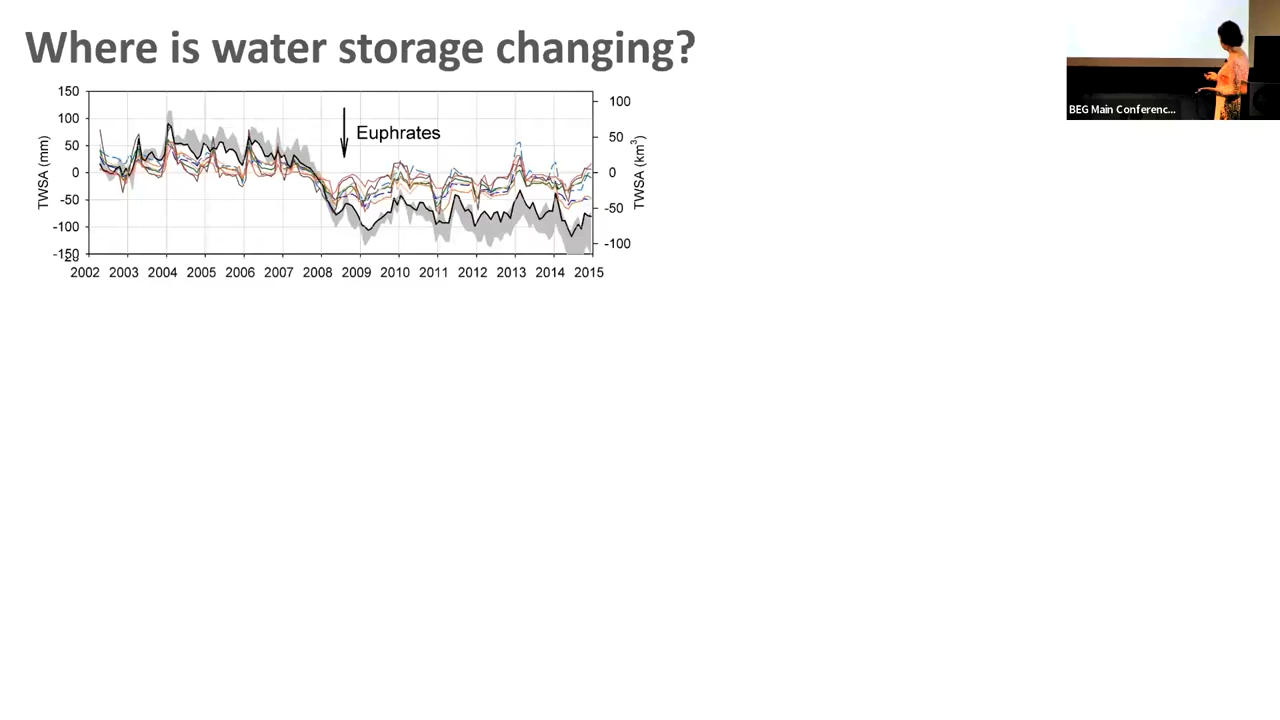 Where is water storage changing?
BEG Main Conferenc...
150
100
50
0
-50
-100
-150
TWSA (mm)
Euphrates
100
50
0
-50
-100
TWSA (km³)
2002 2003 2004 2005 2006 2007 2008 2009 2010 2011 2012 2013 2014 2015